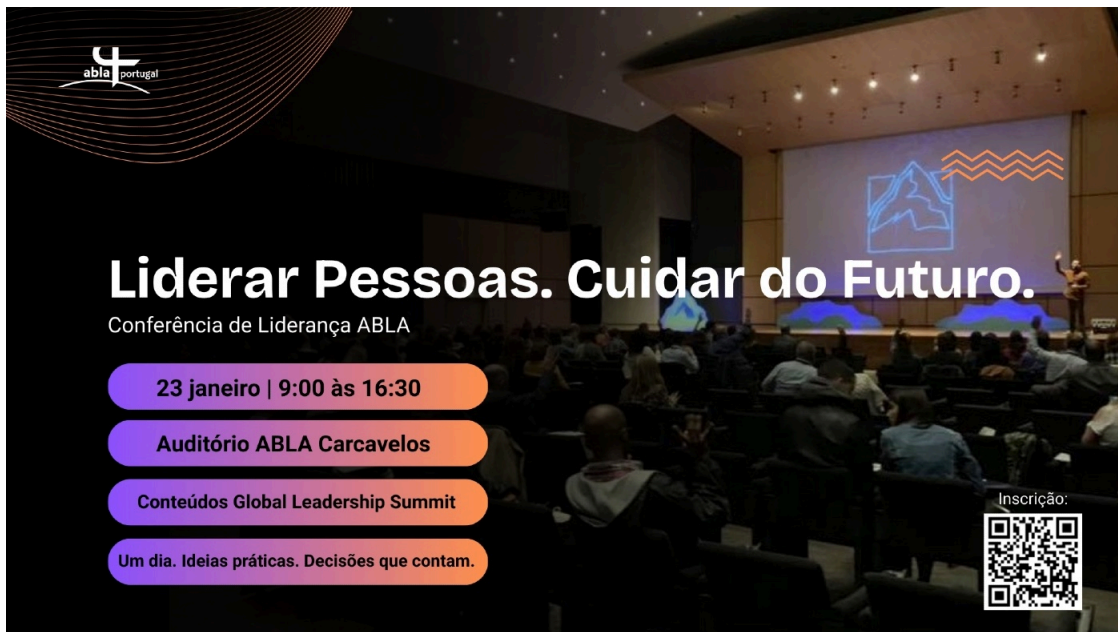 abla portugal
Liderar Pessoas. Cuidar do Futuro.
Conferência de Liderança ABLA
23 janeiro | 9:00 às 16:30
Auditório ABLA Carcavelos
Conteúdos Global Leadership Summit
Um dia. Ideias práticas. Decisões que contam.
Inscrição: